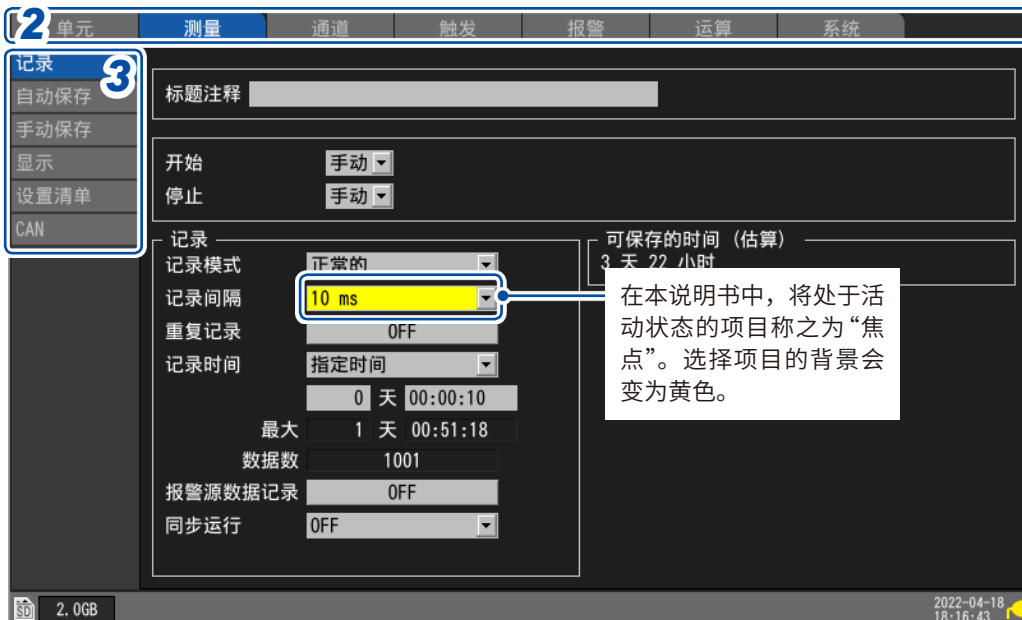 2 单元 测量 通道 触发 报警 运算 系统
记录 3
自动保存
手动保存
显示
设置清单
CAN
标题注释
开始 手动
停止 手动
记录
记录模式 正常的
记录间隔 10 ms
重复记录 OFF
记录时间 指定时间
0 天 00:00:10
最大 1 天 00:51:18
数据数 1001
报警源数据记录 OFF
同步运行 OFF
可保存的时间（估算）
3 天 22 小时
在本说明书中，将处于活
动状态的项目称之为“焦
点”。选择项目的背景会
变为黄色。
SD 2.0GB
2022-04-18
18:16:43